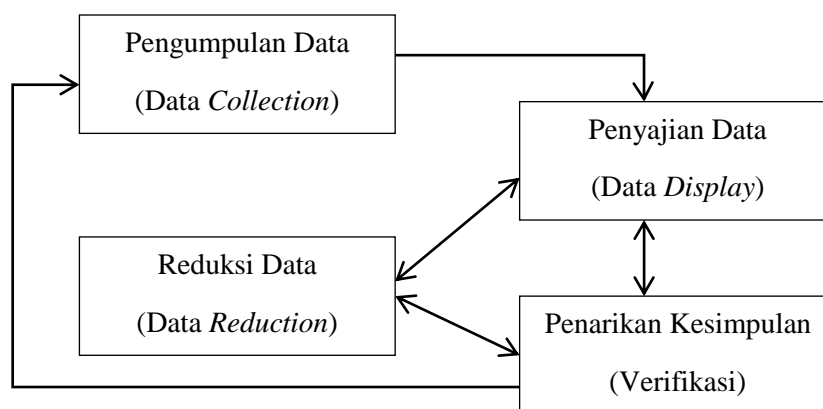 Pengumpulan Data
(Data Collection)
Penyajian Data
(Data Display)
Reduksi Data
(Data Reduction)
Penarikan Kesimpulan
(Verifikasi)